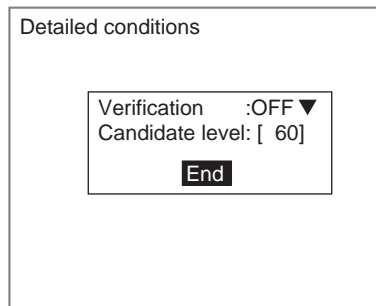 Detailed conditions
Verification :OFF▼
Candidate level: [ 60]
End